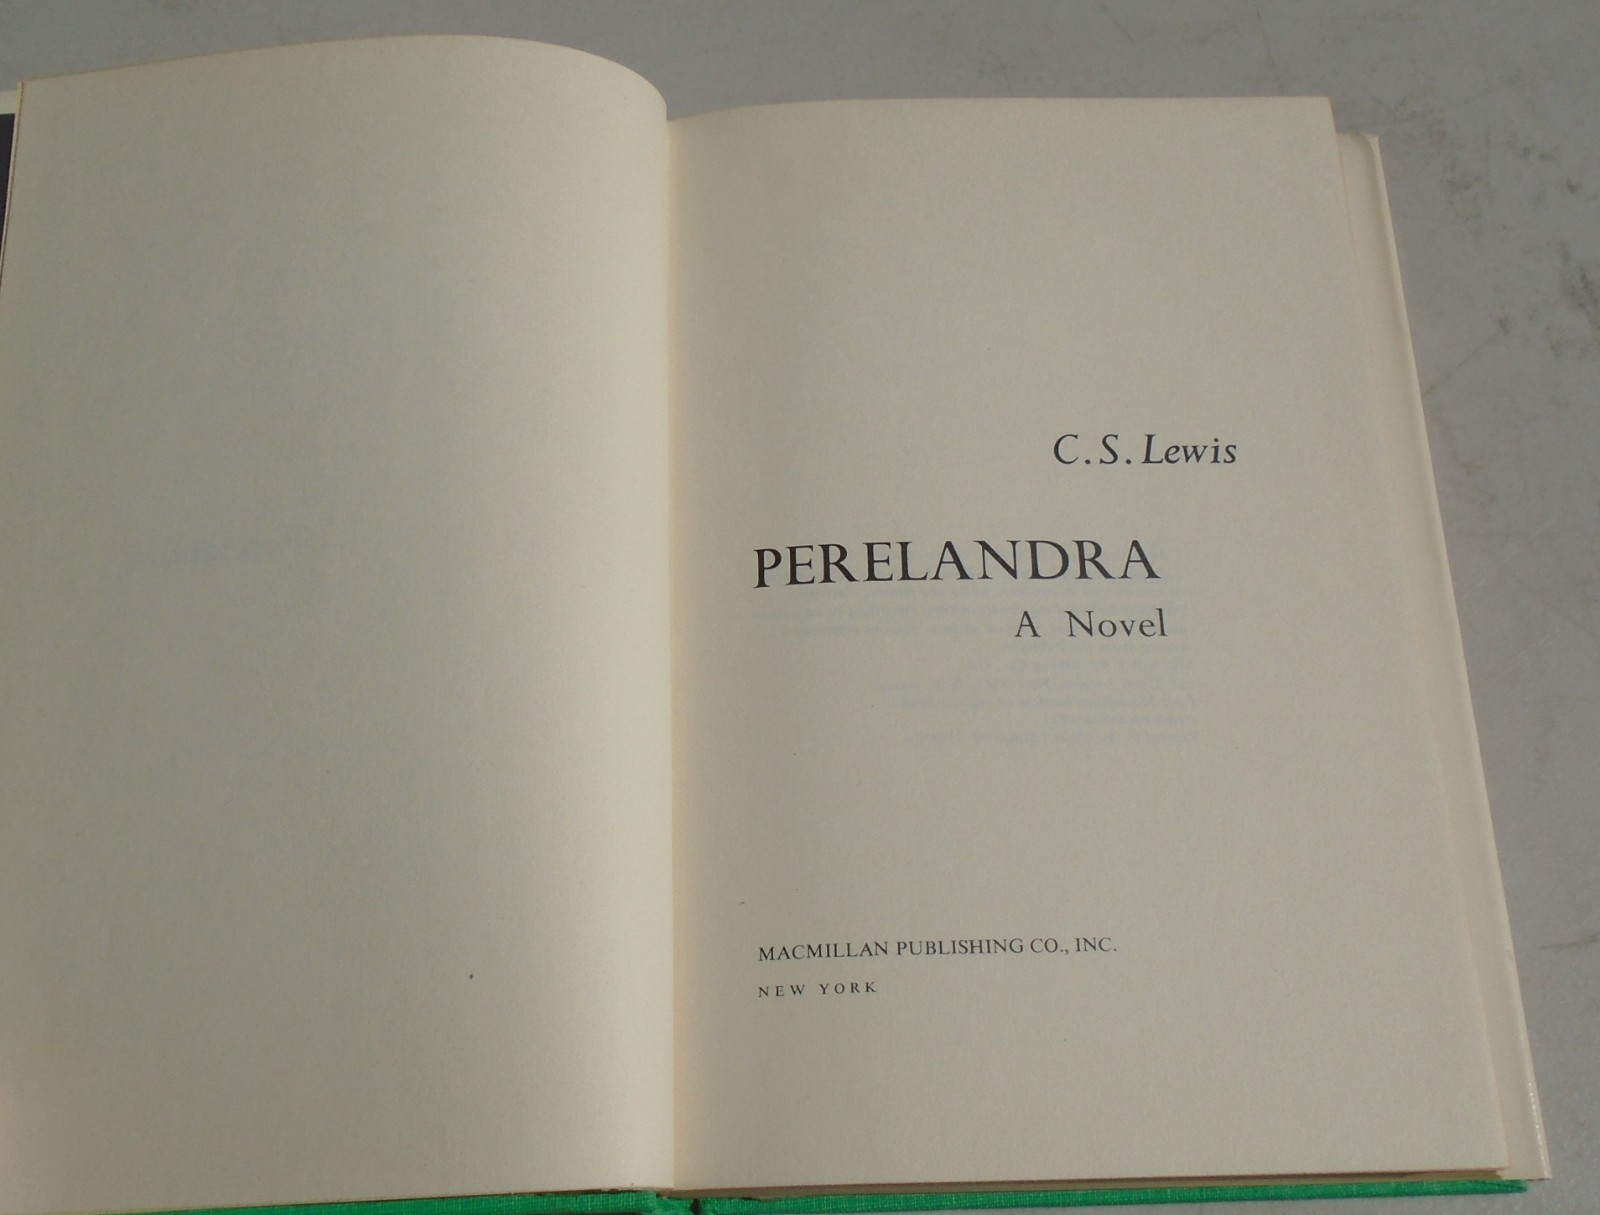 C. S. Lewis
PERELANDRA
A Novel
MACMILLAN PUBLISHING CO., INC.
NEW YORK